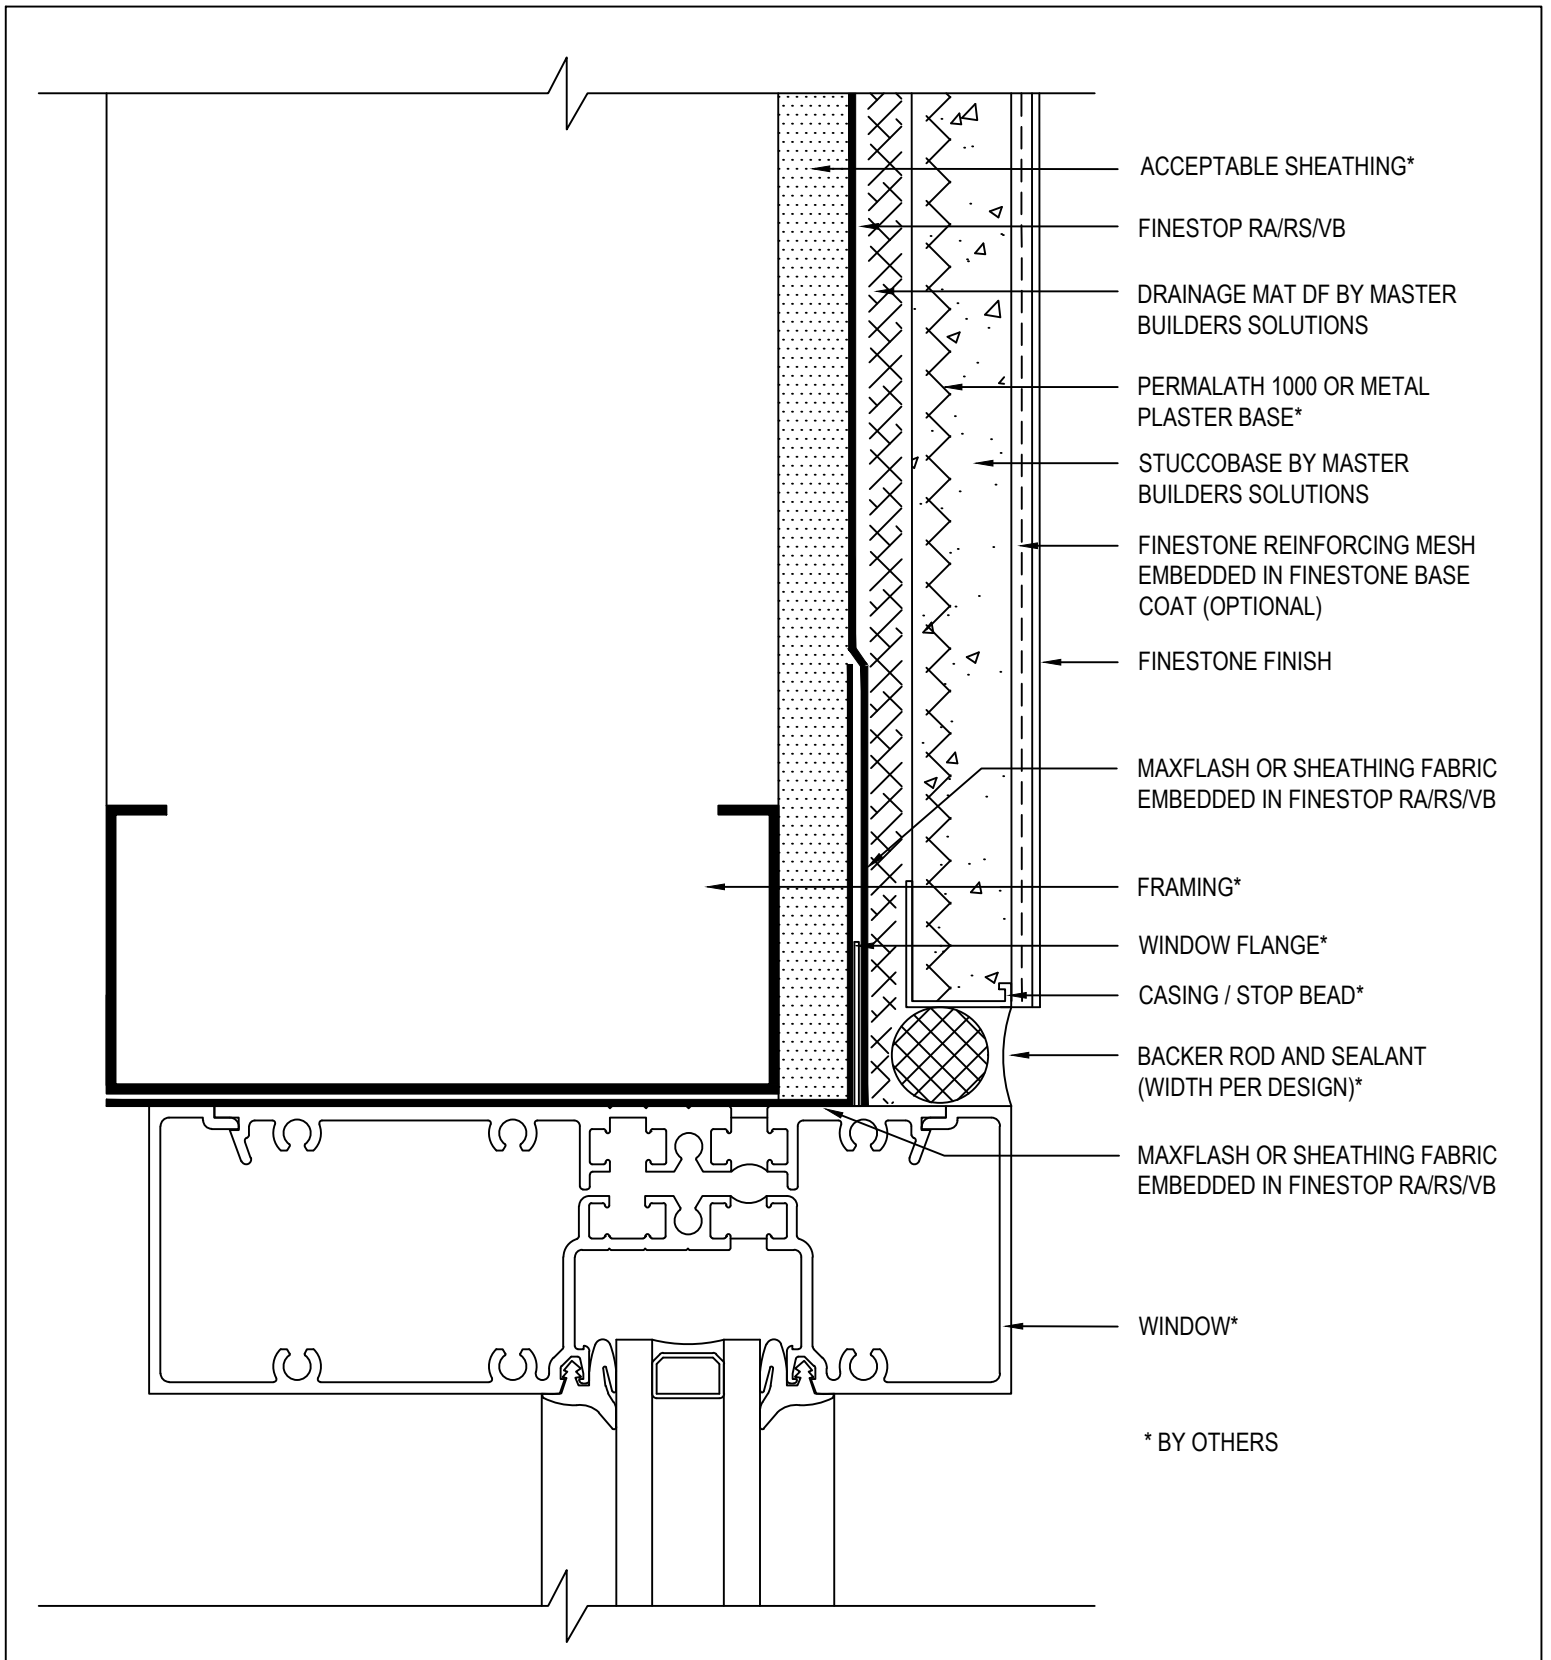 ACCEPTABLE SHEATHING*
FINESTOP RA/RS/VB
DRAINAGE MAT DF BY MASTER
BUILDERS SOLUTIONS
PERMALATH 1000 OR METAL
PLASTER BASE*
STUCCOBASE BY MASTER
BUILDERS SOLUTIONS
FINESTONE REINFORCING MESH
EMBEDDED IN FINESTONE BASE
COAT (OPTIONAL)
FINESTONE FINISH
MAXFLASH OR SHEATHING FABRIC
EMBEDDED IN FINESTOP RA/RS/VB
FRAMING*
WINDOW FLANGE*
CASING / STOP BEAD*
BACKER ROD AND SEALANT
(WIDTH PER DESIGN)*
MAXFLASH OR SHEATHING FABRIC
EMBEDDED IN FINESTOP RA/RS/VB
WINDOW*
* BY OTHERS